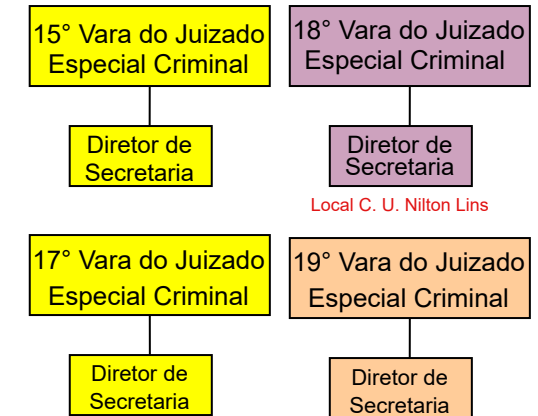 15° Vara do Juizado
Especial Criminal
Diretor de
Secretaria
18° Vara do Juizado
Especial Criminal
Diretor de
Secretaria
Local C. U. Nilton Lins
17° Vara do Juizado
Especial Criminal
Diretor de
Secretaria
19° Vara do Juizado
Especial Criminal
Diretor de
Secretaria